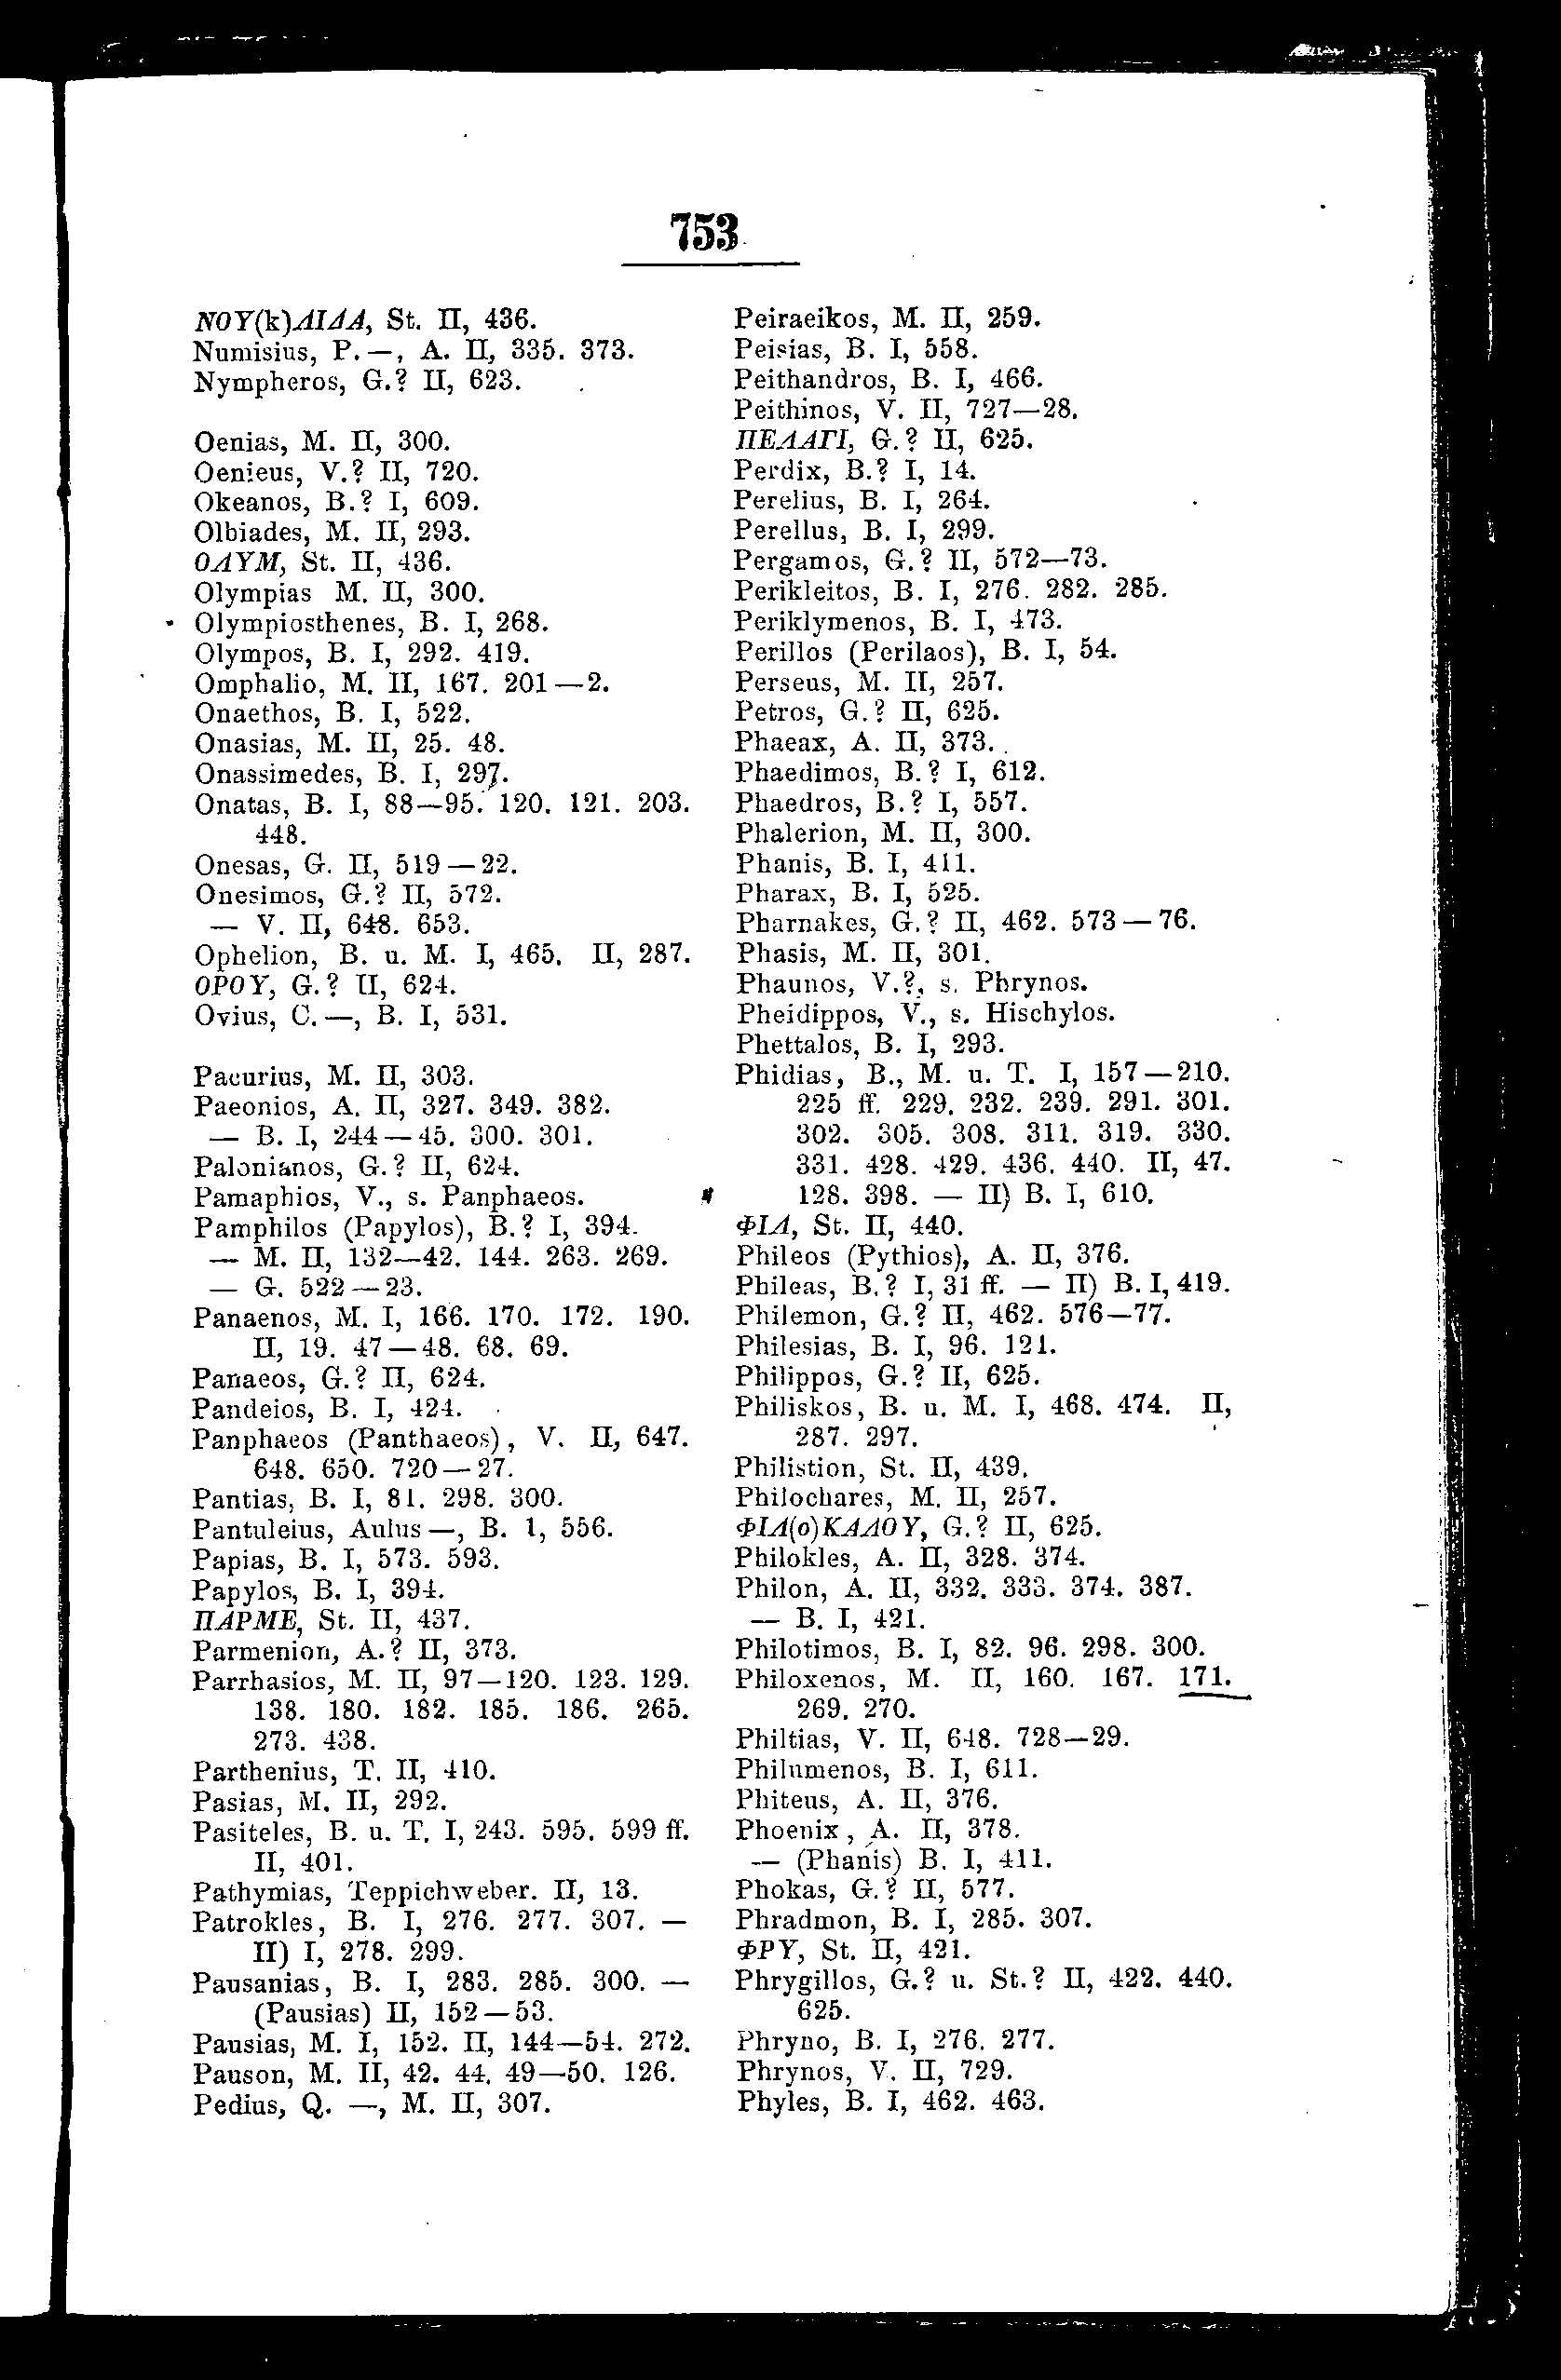 753
ΝΟΥ(k)ΛΙΔΑ, St. II, 436.
Numisius, P. —, A. II, 335. 373.
Nympheros, G.? II, 623.
Oenias, M. II, 300.
Oenieus, V.? II, 720.
Okeanos, B.? I, 609.
Olbiades, M. II, 293.
ΟΛΥΜ, St. II, 436.
Olympias M. II, 300.
Olympiosthenes, B. I, 268.
Olympos, B. I, 292. 419.
Omphalio, M. II, 167. 201—2.
Onaethos, B. I, 522.
Onasias, M. II, 25. 48.
Onassimedes, B. I, 297.
Onatas, B. I, 88—95. 120. 121. 203.
448.
Onesas, G. II, 519—22.
Onesimos, G.? II, 572.
— V. II, 648. 653.
Ophelion, B. u. M. I, 465. II, 287.
ΟΡΟΥ, G.? II, 624.
Ovius, C. —, B. I, 531.
Pacurius, M. II, 303.
Paeonios, A. II, 327. 349. 382.
— B. I, 244—45. 300. 301.
Palonianos, G.? II, 624.
Pamaphios, V., s. Panphaeos.
Pamphilos (Papylos), B.? I, 394.
— M. II, 132—42. 144. 263. 269.
— G. 522—23.
Panaenos, M. I, 166. 170. 172. 190.
II, 19. 47—48. 68. 69.
Panaeos, G.? II, 624.
Pandeios, B. I, 424.
Panphaeos (Panthaeos), V. II, 647.
648. 650. 720—27.
Pantias, B. I, 81. 298. 300.
Pantuleius, Aulus —, B. 1, 556.
Papias, B. I, 573. 593.
Papylos, B. I, 394.
ΠΑΡΜΕ, St. II, 437.
Parmenion, A.? II, 373.
Parrhasios, M. II, 97—120. 123. 129.
138. 180. 182. 185. 186. 265.
273. 438.
Parthenius, T. II, 410.
Pasias, M. II, 292.
Pasiteles, B. u. T. I, 243. 595. 599 ff.
II, 401.
Pathymias, Teppichweber. II, 13.
Patrokles, B. I, 276. 277. 307. —
II) I, 278. 299.
Pausanias, B. I, 283. 285. 300. —
(Pausias) II, 152—53.
Pausias, M. I, 152. II, 144—54. 272.
Pauson, M. II, 42. 44. 49—50. 126.
Pedius, Q. —, M. II, 307.
Peiraeikos, M. II, 259.
Peisias, B. I, 558.
Peithandros, B. I, 466.
Peithinos, V. II, 727—28.
ΠΕΛΑΓΙ, G.? II, 625.
Perdix, B.? I, 14.
Perelius, B. I, 264.
Perellus, B. I, 299.
Pergamos, G.? II, 572—73.
Perikleitos, B. I, 276. 282. 285.
Periklymenos, B. I, 473.
Perillos (Perilaos), B. I, 54.
Perseus, M. II, 257.
Petros, G.? II, 625.
Phaeax, A. II, 373.
Phaedimos, B.? I, 612.
Phaedros, B.? I, 557.
Phalerion, M. II, 300.
Phanis, B. I, 411.
Pharax, B. I, 525.
Pharnakes, G.? II, 462. 573—76.
Phasis, M. II, 301.
Phaunos, V.?, s. Phrynos.
Pheidippos, V., s. Hischylos.
Phettalos, B. I, 293.
Phidias, B., M. u. T. I, 157—210.
225 ff. 229. 232. 239. 291. 301.
302. 305. 308. 311. 319. 330.
331. 428. 429. 436. 440. II, 47.
128. 398. — II) B. I, 610.
ΦΙΛ, St. II, 440.
Phileos (Pythios), A. II, 376.
Phileas, B.? I, 31 ff. — II) B. I, 419.
Philemon, G.? II, 462. 576—77.
Philesias, B. I, 96. 121.
Philippos, G.? II, 625.
Philiskos, B. u. M. I, 468. 474. II,
287. 297.
Philistion, St. II, 439.
Philochares, M. II, 257.
ΦΙΛ(ο)ΚΑΛΟΥ, G.? II, 625.
Philokles, A. II, 328. 374.
Philon, A. II, 332. 333. 374. 387.
— B. I, 421.
Philotimos, B. I, 82. 96. 298. 300.
Philoxenos, M. II, 160. 167. 171.
269. 270.
Philtias, V. II, 648. 728—29.
Philumenos, B. I, 611.
Phiteus, A. II, 376.
Phoenix, A. II, 378.
— (Phanis) B. I, 411.
Phokas, G.? II, 577.
Phradmon, B. I, 285. 307.
ΦΡΥ, St. II, 421.
Phrygillos, G.? u. St.? II, 422. 440.
625.
Phryno, B. I, 276. 277.
Phrynos, V. II, 729.
Phyles, B. I, 462. 463.